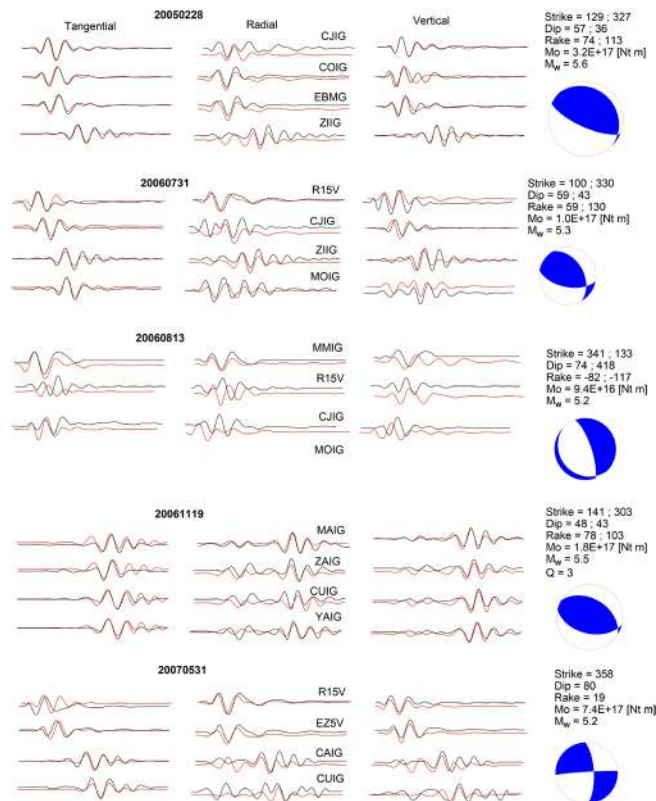 20050228
Tangential
Radial
Vertical
CJIG
COIG
EBMG
ZIIG
Strike = 129 ; 327
Dip = 57 ; 36
Rake = 74 ; 113
Mo = 3.2E+17 [Nt m]
Mw = 5.6
20060731
R15V
CJIG
ZIIG
MOIG
Strike = 100 ; 330
Dip = 59 ; 43
Rake = 59 ; 130
Mo = 1.0E+17 [Nt m]
Mw = 5.3
20060813
MMIG
R15V
CJIG
MOIG
Strike = 341 ; 133
Dip = 74 ; 418
Rake = -82 ; -117
Mo = 9.4E+16 [Nt m]
Mw = 5.2
20061119
MAIG
ZAIG
CUIG
YAIG
Strike = 141 ; 303
Dip = 48 ; 43
Rake = 78 ; 103
Mo = 1.8E+17 [Nt m]
Mw = 5.5
Q = 3
20070531
R15V
EZ5V
CAIG
CUIG
Strike = 358
Dip = 80
Rake = 19
Mo = 7.4E+17 [Nt m]
Mw = 5.2